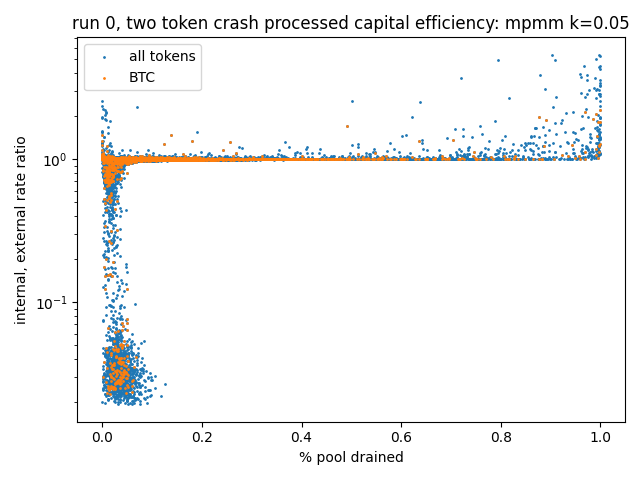 run 0, two token crash processed capital efficiency: mpmm k=0.05
all tokens
BTC
internal, external rate ratio
10^0
10^-1
0.0 0.2 0.4 0.6 0.8 1.0
% pool drained